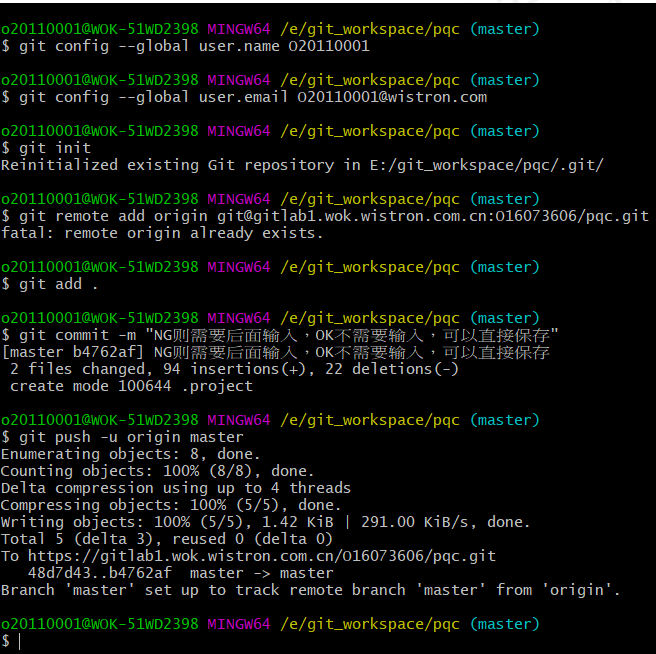 o20110001@WOK-51WD2398 MINGW64 /e/git_workspace/pqc (master)
$ git config --global user.name O20110001
o20110001@WOK-51WD2398 MINGW64 /e/git_workspace/pqc (master)
$ git config --global user.email O20110001@wistron.com
o20110001@WOK-51WD2398 MINGW64 /e/git_workspace/pqc (master)
$ git init
Reinitialized existing Git repository in E:/git_workspace/pqc/.git/
o20110001@WOK-51WD2398 MINGW64 /e/git_workspace/pqc (master)
$ git remote add origin git@gitlab1.wok.wistron.com.cn:O16073606/pqc.git
fatal: remote origin already exists.
o20110001@WOK-51WD2398 MINGW64 /e/git_workspace/pqc (master)
$ git add .
o20110001@WOK-51WD2398 MINGW64 /e/git_workspace/pqc (master)
$ git commit -m "NG则需要后面输入，OK不需要输入，可以直接保存"
[master b4762af] NG则需要后面输入，OK不需要输入，可以直接保存
 2 files changed, 94 insertions(+), 22 deletions(-)
 create mode 100644 .project
o20110001@WOK-51WD2398 MINGW64 /e/git_workspace/pqc (master)
$ git push -u origin master
Enumerating objects: 8, done.
Counting objects: 100% (8/8), done.
Delta compression using up to 4 threads
Compressing objects: 100% (5/5), done.
Writing objects: 100% (5/5), 1.42 KiB | 291.00 KiB/s, done.
Total 5 (delta 3), reused 0 (delta 0)
To https://gitlab1.wok.wistron.com.cn/O16073606/pqc.git
   48d7d43..b4762af  master -> master
Branch 'master' set up to track remote branch 'master' from 'origin'.
o20110001@WOK-51WD2398 MINGW64 /e/git_workspace/pqc (master)
$